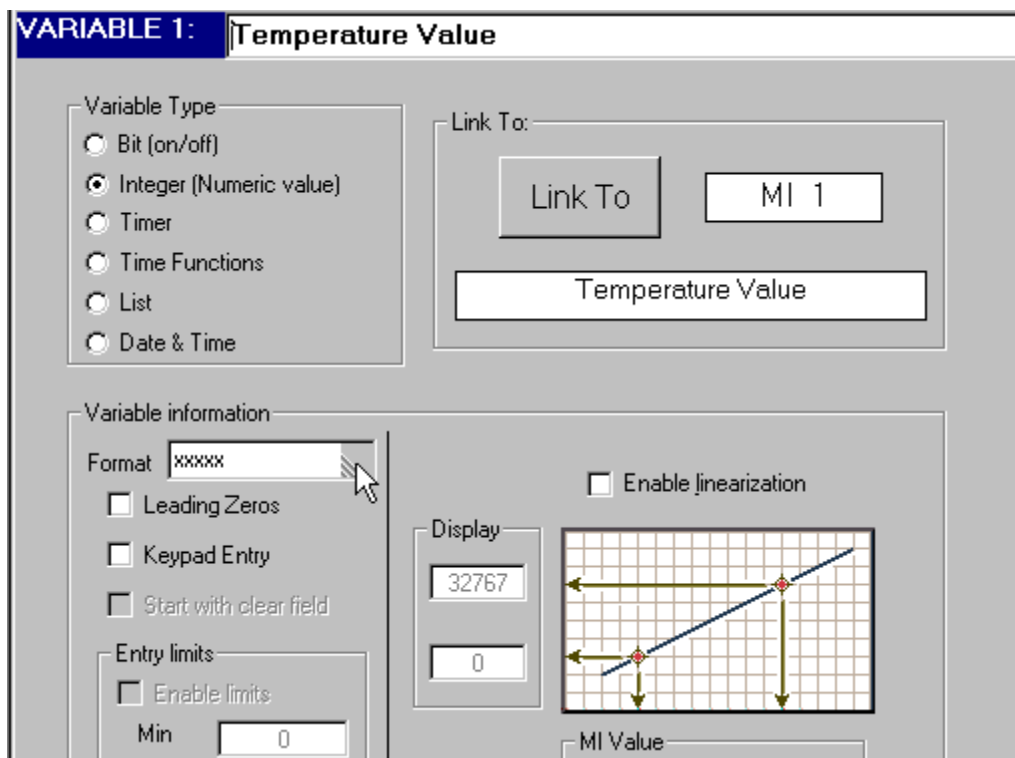 VARIABLE 1: Temperature Value
Variable Type
Bit (on/off)
Integer (Numeric value)
Timer
Time Functions
List
Date & Time
Link To:
Link To MI 1
Temperature Value
Variable information
Format xxxxx
Leading Zeros
Keypad Entry
Start with clear field
Entry limits
Enable limits
Min 0
Enable linearization
Display
32767
0
MI Value